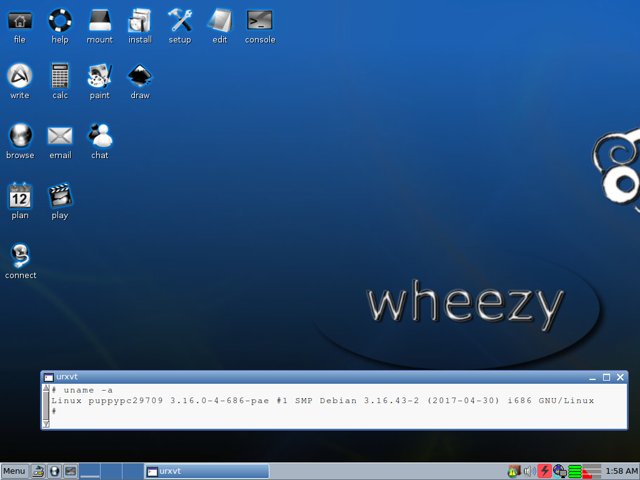 file help mount install setup edit console
write calc paint draw
browse email chat
12
plan play
connect
wheezy
urxvt
# uname -a
Linux puppypc29709 3.16.0-4-686-pae #1 SMP Debian 3.16.43-2 (2017-04-30) i686 GNU/Linux
#
Menu urxvt 1:58 AM